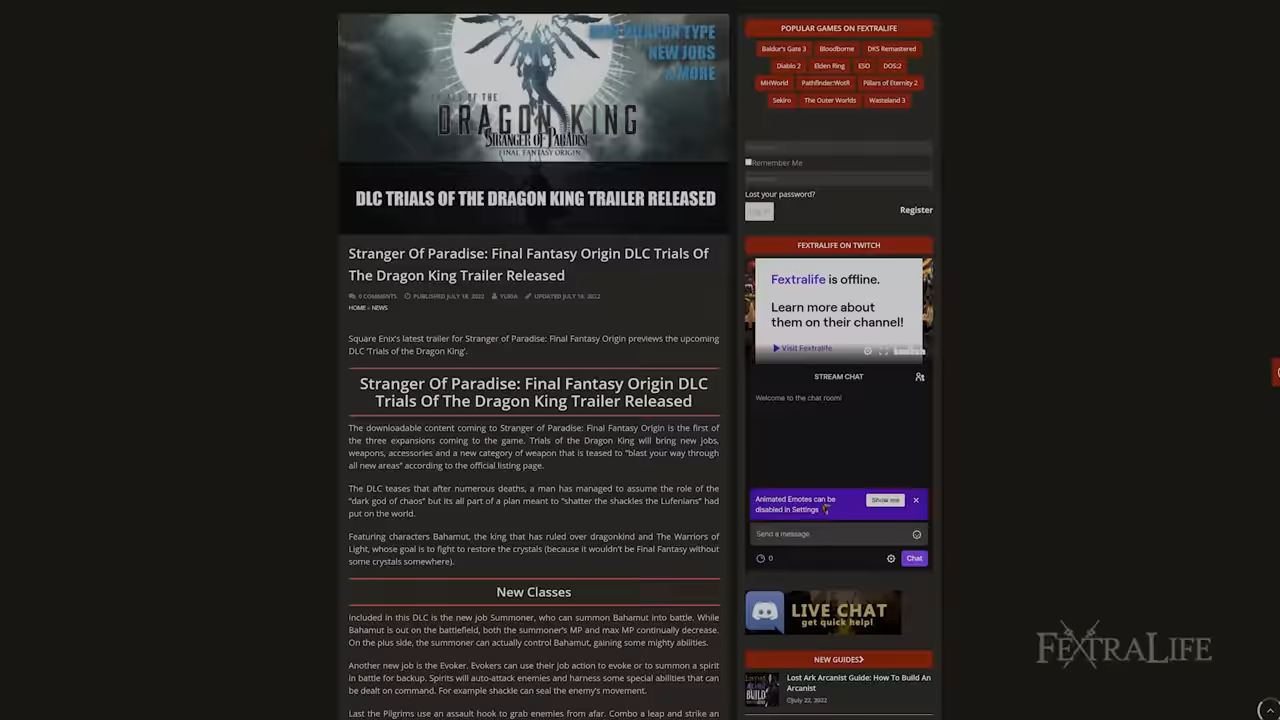 NEW WEAPON TYPE
NEW JOBS
& MORE
TRIALS OF THE
DRAGON KING
STRANGER OF PARADISE
FINAL FANTASY ORIGIN
DLC TRIALS OF THE DRAGON KING TRAILER RELEASED
Stranger Of Paradise: Final Fantasy Origin DLC Trials Of
The Dragon King Trailer Released
0 COMMENTS PUBLISHED JULY 18, 2022 YURIA UPDATED JULY 18, 2022
HOME » NEWS
Square Enix's latest trailer for Stranger of Paradise: Final Fantasy Origin previews the upcoming
DLC 'Trials of the Dragon King'.
Stranger Of Paradise: Final Fantasy Origin DLC
Trials Of The Dragon King Trailer Released
The downloadable content coming to Stranger of Paradise: Final Fantasy Origin is the first of
the three expansions coming to the game. Trials of the Dragon King will bring new jobs,
weapons, accessories and a new category of weapon that is teased to "blast your way through
all new areas" according to the official listing page.
The DLC teases that after numerous deaths, a man has managed to assume the role of the
"dark god of chaos" but its all part of a plan meant to "shatter the shackles the Lufenians" had
put on the world.
Featuring characters Bahamut, the king that has ruled over dragonkind and The Warriors of
Light, whose goal is to fight to restore the crystals (because it wouldn't be Final Fantasy without
some crystals somewhere).
New Classes
Included in this DLC is the new job Summoner, who can summon Bahamut into battle. While
Bahamut is out on the battlefield, both the summoner's MP and max MP continually decrease.
On the plus side, the summoner can actually control Bahamut, gaining some mighty abilities.
Another new job is the Evoker. Evokers can use their job action to evoke or to summon a spirit
in battle for backup. Spirits will auto-attack enemies and harness some special abilities that can
be dealt on command. For example shackle can seal the enemy's movement.
Last the Pilgrims use an assault hook to grab enemies from afar. Combo a leap and strike an
POPULAR GAMES ON FEXTRALIFE
Baldur's Gate 3 Bloodborne DKS Remastered
Diablo 2 Elden Ring ESO DOS:2
MHWorld Pathfinder:WotR Pillars of Eternity 2
Sekiro The Outer Worlds Wasteland 3
Remember Me
Lost your password?
Log In
Register
FEXTRALIFE ON TWITCH
Fextralife is offline.
Learn more about
them on their channel!
Visit Fextralife
STREAM CHAT
Welcome to the chat room!
Animated Emotes can be
disabled in Settings
Show me
Send a message
0
Chat
LIVE CHAT
get quick help!
NEW GUIDES
Lost Ark Arcanist Guide: How To Build An
Arcanist
July 22, 2022
FEXTRALIFE